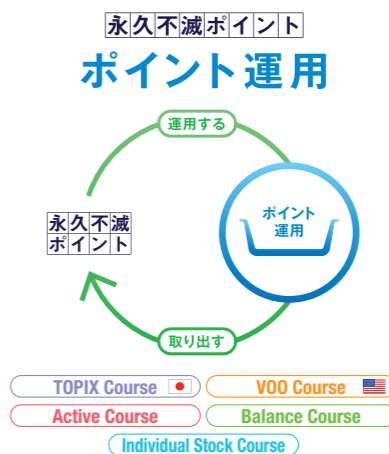 永久不滅ポイント
ポイント運用
運用する
永久不滅
ポイント
ポイント
運用
取り出す
TOPIX Course
VOO Course
Active Course
Balance Course
Individual Stock Course